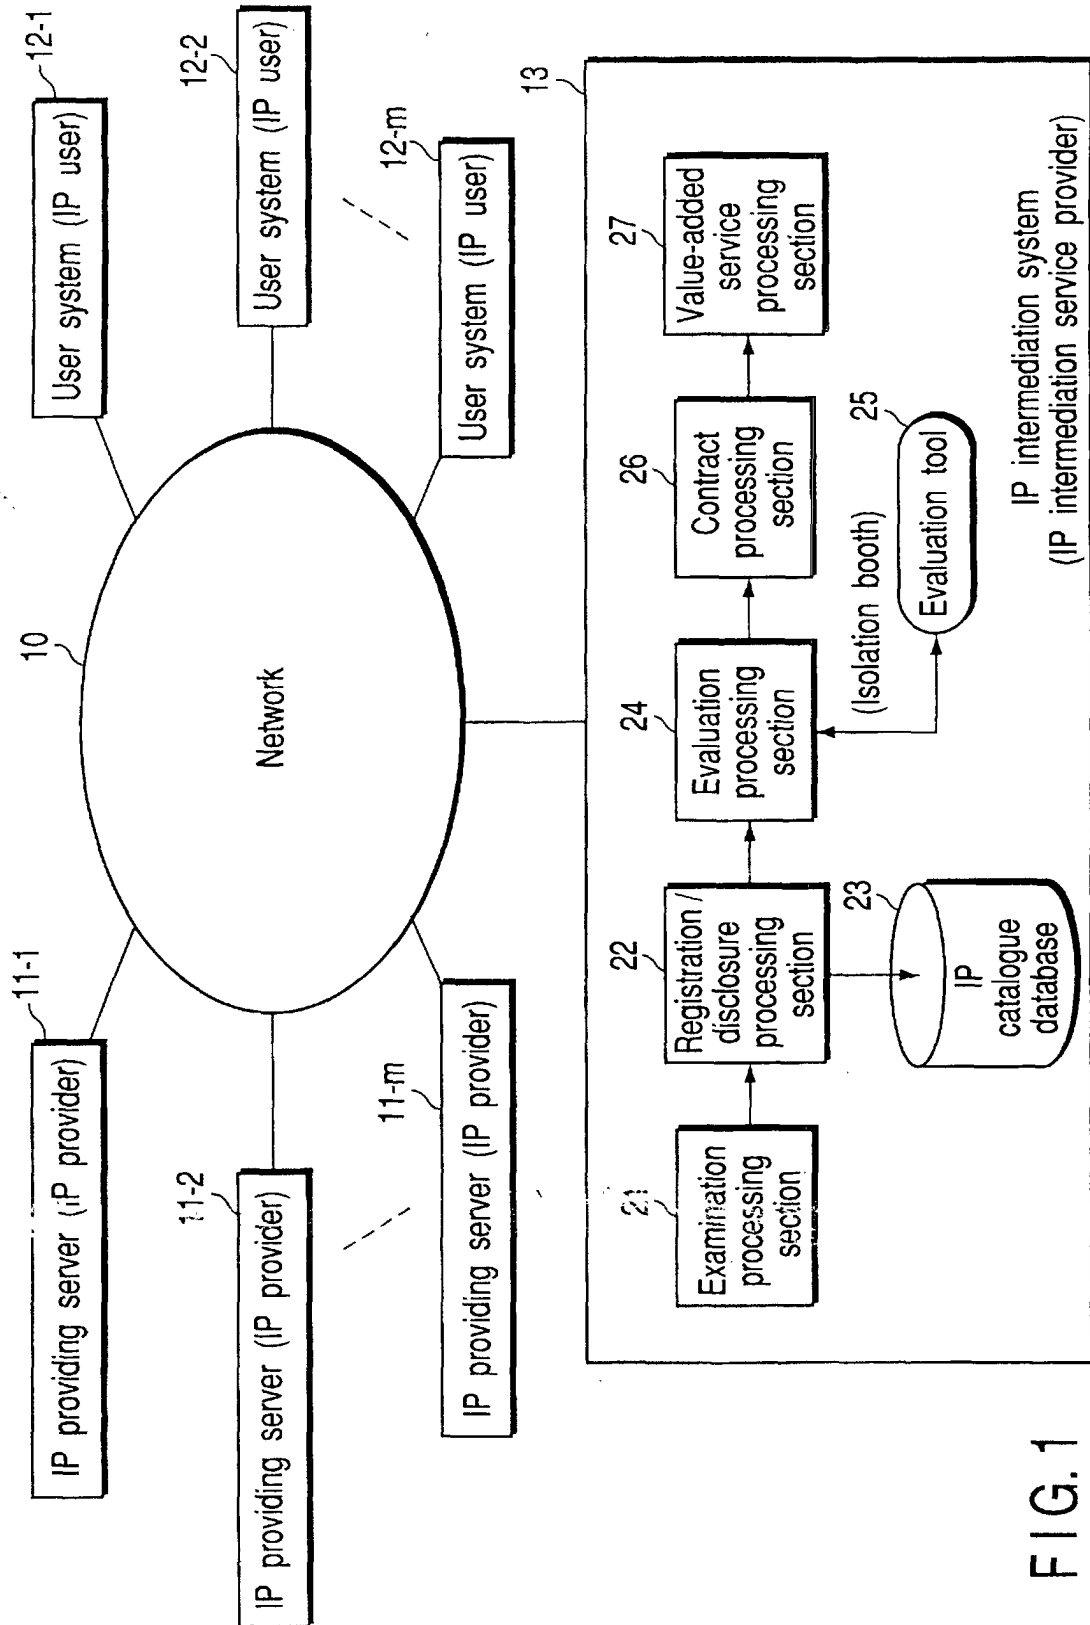 11-1
IP providing server (IP provider)
11-2
IP providing server (IP provider)
11-m
IP providing server (IP provider)
10
Network
12-1
User system (IP user)
12-2
User system (IP user)
12-m
User system (IP user)
13
21
Examination
processing
section
22
Registration /
disclosure
processing
section
23
IP
catalogue
database
24
Evaluation
processing
section
(Isolation booth)
25
Evaluation tool
26
Contract
processing
section
27
Value-added
service
processing
section
IP intermediation system
(IP intermediation service provider)
FIG. 1